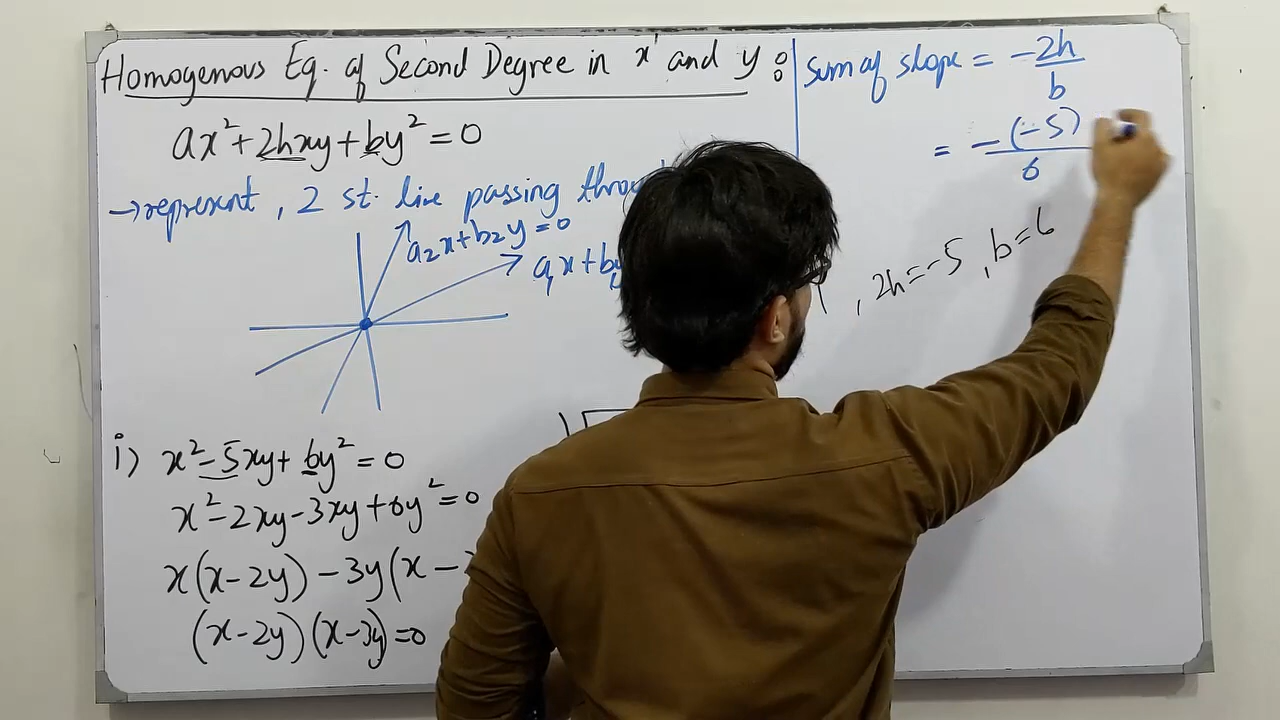 Homogenous Eq. of Second Degree in x and y :
ax² + 2hxy + by² = 0
→ represent, 2 st. line passing
a₂x + b₂y = 0
a₁x +
i) x² - 5xy + 6y² = 0
x² - 2xy - 3xy + 6y² = 0
x(x - 2y) - 3y(x -
(x - 2y)(x - 3y) = 0
Sum of slope = -2h/b
= -(-5)/6
, 2h = -5, b = 6